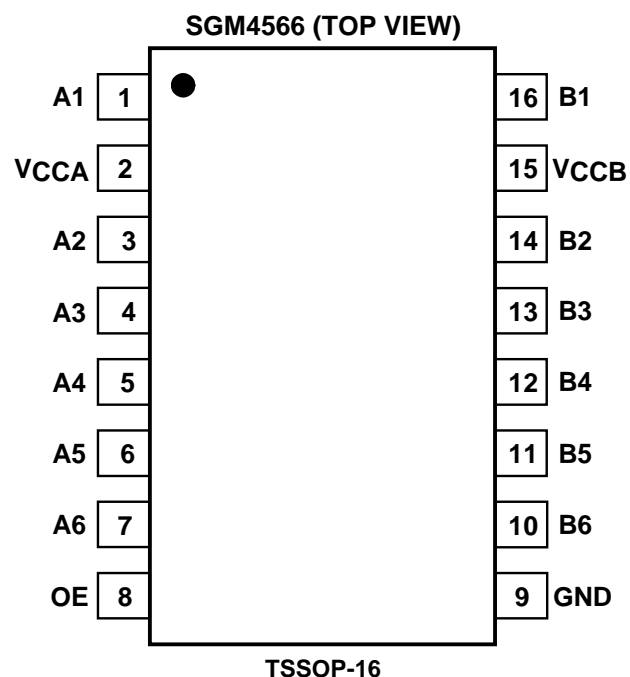 SGM4566 (TOP VIEW)
A1 1 16 B1
VCCA 2 15 VCCB
A2 3 14 B2
A3 4 13 B3
A4 5 12 B4
A5 6 11 B5
A6 7 10 B6
OE 8 9 GND
TSSOP-16